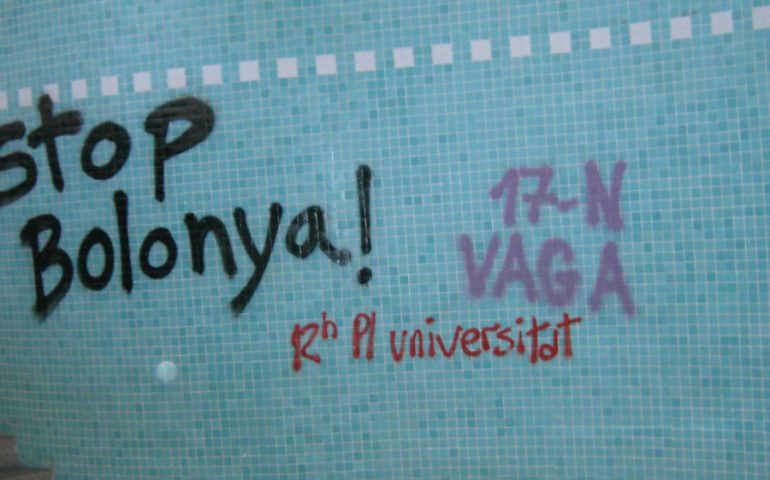 Stop
Bolonya!
17-N
VAGA
12h Pl universitat